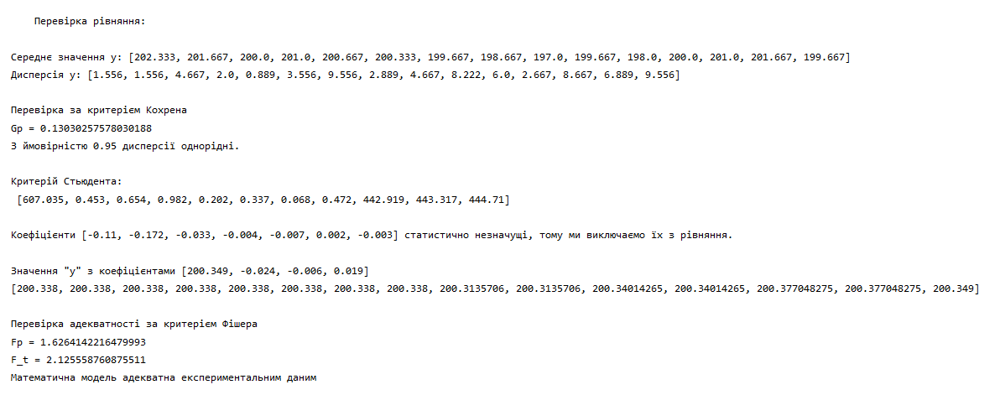 Перевірка рівняння:
Середнє значення y: [202.333, 201.667, 200.0, 201.0, 200.667, 200.333, 199.667, 198.667, 197.0, 199.667, 198.0, 200.0, 201.0, 201.667, 199.667]
Дисперсія y: [1.556, 1.556, 4.667, 2.0, 0.889, 3.556, 9.556, 2.889, 4.667, 8.222, 6.0, 2.667, 8.667, 6.889, 9.556]
Перевірка за критерієм Кохрена
Gp = 0.13030257578030188
З ймовірністю 0.95 дисперсії однорідні.
Критерій Стьюдента:
[607.035, 0.453, 0.654, 0.982, 0.202, 0.337, 0.068, 0.472, 442.919, 443.317, 444.71]
Коефіцієнти [-0.11, -0.172, -0.033, -0.004, -0.007, 0.002, -0.003] статистично незначущі, тому ми виключаємо їх з рівняння.
Значення "y" з коефіцієнтами [200.349, -0.024, -0.006, 0.019]
[200.338, 200.338, 200.338, 200.338, 200.338, 200.338, 200.338, 200.338, 200.3135706, 200.3135706, 200.34014265, 200.34014265, 200.377048275, 200.377048275, 200.349]
Перевірка адекватності за критерієм Фішера
Fp = 1.6264142216479993
F_t = 2.125558760875511
Математична модель адекватна експериментальним даним